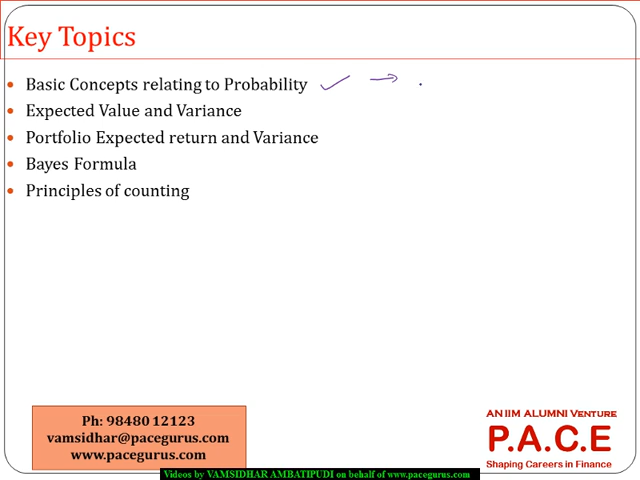 Key Topics
• Basic Concepts relating to Probability
• Expected Value and Variance
• Portfolio Expected return and Variance
• Bayes Formula
• Principles of counting
Ph: 98480 12123
vamsidhar@pacegurus.com
www.pacegurus.com
AN IIM ALUMNI VENTURE
P.A.C.E
Shaping Careers in Finance
Videos by VAMSIDHAR AMBATIPUDI on behalf of www.pacegurus.com